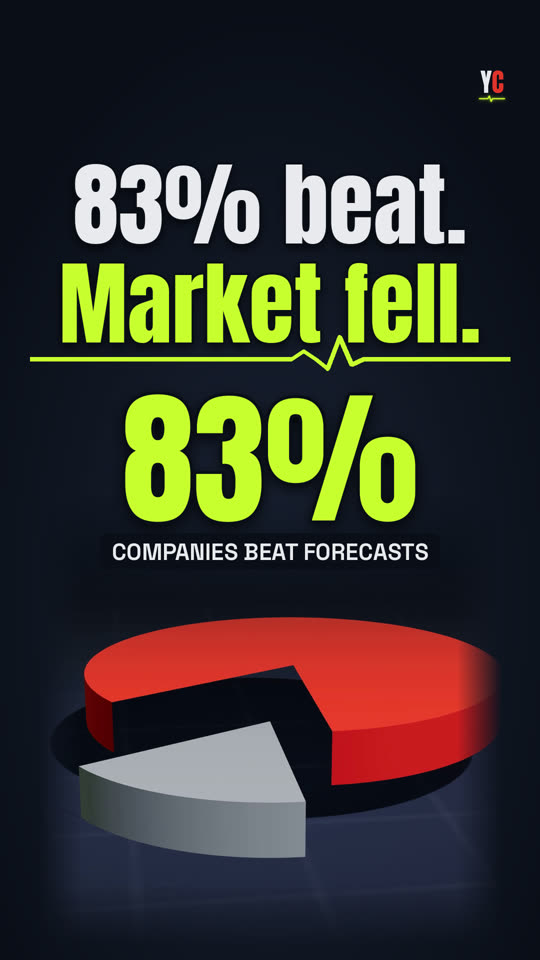 YC
83% beat.
Market fell.
83%
COMPANIES BEAT FORECASTS